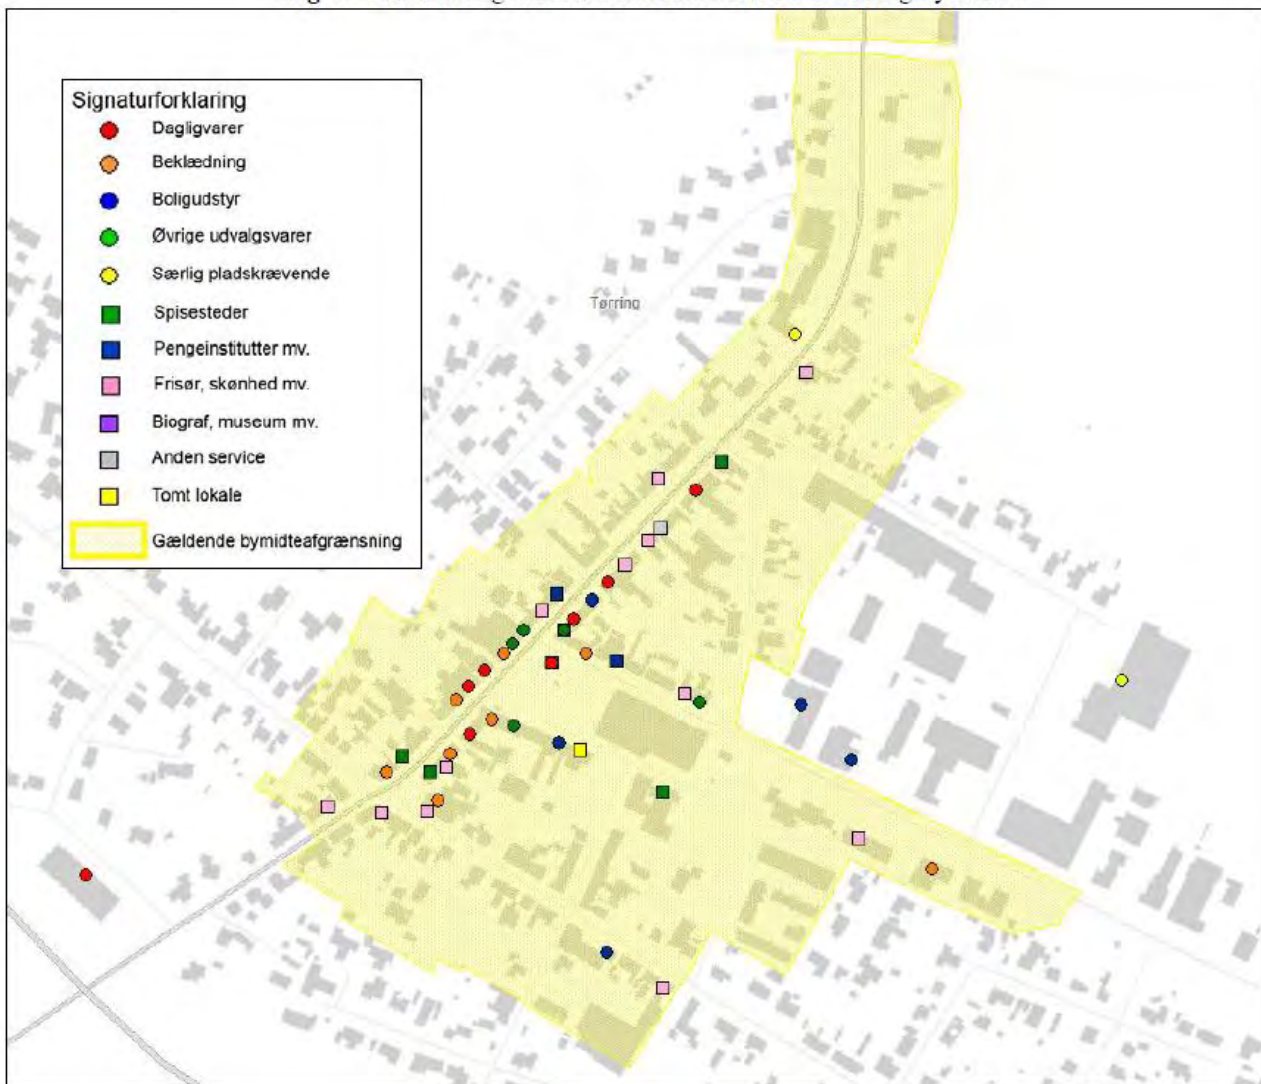 Signaturforklaring
Dagligvarer
Beklædning
Boligudstyr
Øvrige udvalgsvarer
Særlig pladskrævende
Spisesteder
Pengeinstitutter mv.
Frisør, skønhed mv.
Biograf, museum mv.
Anden service
Tomt lokale
Gældende bymidteafgrænsning
Tørring